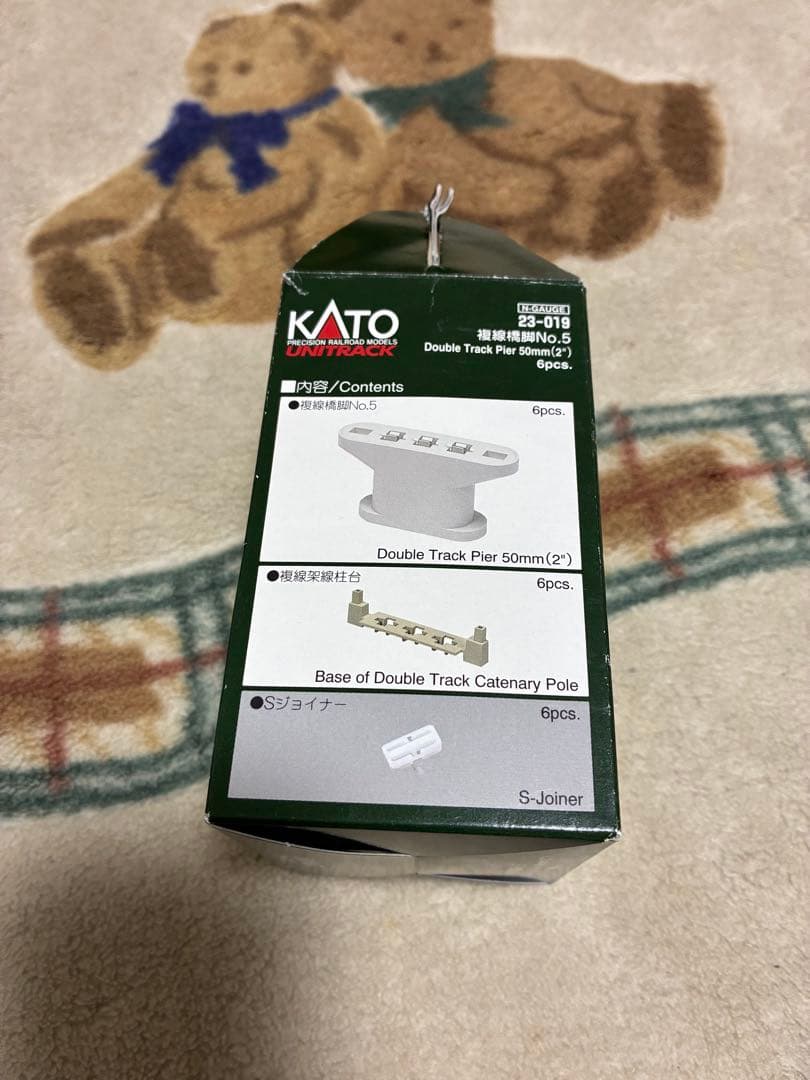 KATO
PRECISION RAILROAD MODELS
UNITRACK
N-GAUGE
23-019
複線橋脚No.5
Double Track Pier 50mm(2")
6pcs.
■内容/Contents
●複線橋脚No.5
6pcs.
Double Track Pier 50mm(2")
●複線架線柱台
6pcs.
Base of Double Track Catenary Pole
●Sジョイナー
6pcs.
S-Joiner